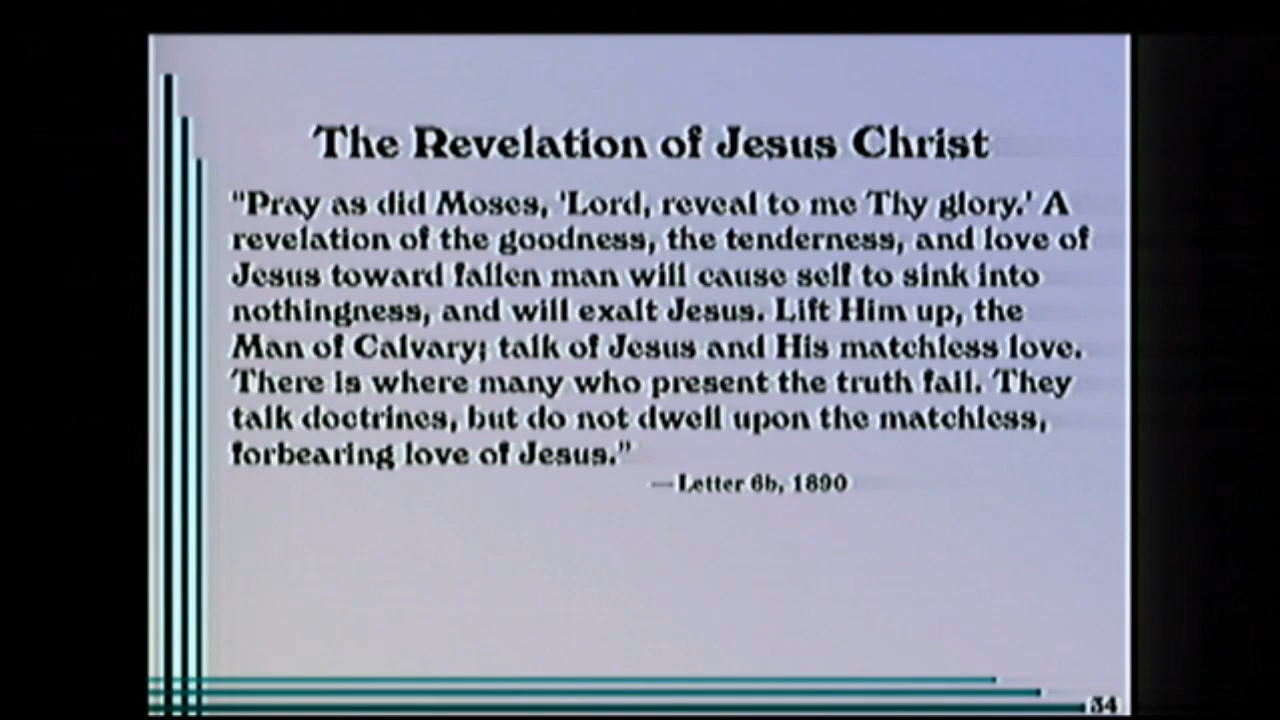 The Revelation of Jesus Christ
"Pray as did Moses, 'Lord, reveal to me Thy glory.' A
revelation of the goodness, the tenderness, and love of
Jesus toward fallen man will cause self to sink into
nothingness, and will exalt Jesus. Lift Him up, the
Man of Calvary; talk of Jesus and His matchless love.
There is where many who present the truth fail. They
talk doctrines, but do not dwell upon the matchless,
forbearing love of Jesus."
—Letter 6b, 1890
34